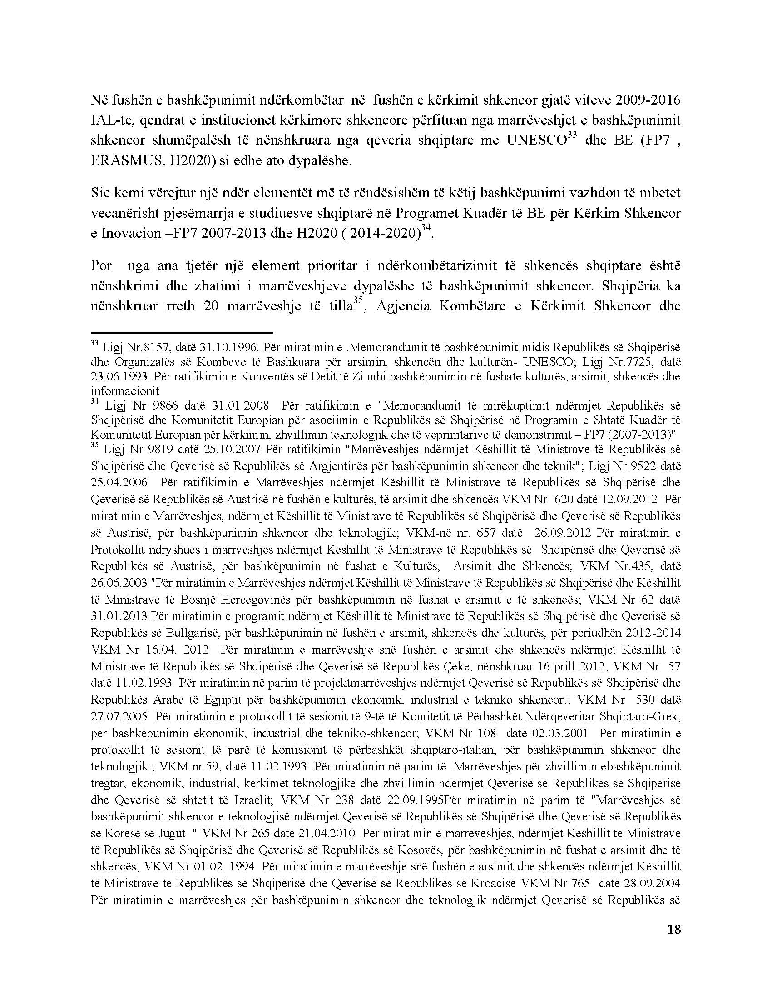 Në fushën e bashkëpunimit ndërkombëtar në fushën e kërkimit shkencor gjatë viteve 2009-2016
IAL-te, qendrat e institucionet kërkimore shkencore përfituan nga marrëveshjet e bashkëpunimit
shkencor shumëpalësh të nënshkruara nga qeveria shqiptare me UNESCO33 dhe BE (FP7 ,
ERASMUS, H2020) si edhe ato dypalëshe.
Sic kemi vërejtur një ndër elementët më të rëndësishëm të këtij bashkëpunimi vazhdon të mbetet
vecanërisht pjesëmarrja e studiuesve shqiptarë në Programet Kuadër të BE për Kërkim Shkencor
e Inovacion –FP7 2007-2013 dhe H2020 ( 2014-2020)34.
Por nga ana tjetër një element prioritar i ndërkombëtarizimit të shkencës shqiptare është
nënshkrimi dhe zbatimi i marrëveshjeve dypalëshe të bashkëpunimit shkencor. Shqipëria ka
nënshkruar rreth 20 marrëveshje të tilla35, Agjencia Kombëtare e Kërkimit Shkencor dhe
33 Ligj Nr.8157, datë 31.10.1996. Për miratimin e .Memorandumit të bashkëpunimit midis Republikës së Shqipërisë
dhe Organizatës së Kombeve të Bashkuara për arsimin, shkencën dhe kulturën- UNESCO; Ligj Nr.7725, datë
23.06.1993. Për ratifikimin e Konventës së Detit të Zi mbi bashkëpunimin në fushate kulturës, arsimit, shkencës dhe
informacionit
34 Ligj Nr 9866 datë 31.01.2008 Për ratifikimin e "Memorandumit të mirëkuptimit ndërmjet Republikës së
Shqipërisë dhe Komunitetit Europian për asociimin e Republikës së Shqipërisë në Programin e Shtatë Kuadër të
Komunitetit Europian për kërkimin, zhvillimin teknologjik dhe të veprimtarive të demonstrimit – FP7 (2007-2013)"
35 Ligj Nr 9819 datë 25.10.2007 Për ratifikimin "Marrëveshjes ndërmjet Këshillit të Ministrave të Republikës së
Shqipërisë dhe Qeverisë së Republikës së Argjentinës për bashkëpunimin shkencor dhe teknik"; Ligj Nr 9522 datë
25.04.2006 Për ratifikimin e Marrëveshjes ndërmjet Këshillit të Ministrave të Republikës së Shqipërisë dhe
Qeverisë së Republikës së Austrisë në fushën e kulturës, të arsimit dhe shkencës VKM Nr 620 datë 12.09.2012 Për
miratimin e Marrëveshjes, ndërmjet Këshillit të Ministrave të Republikës së Shqipërisë dhe Qeverisë së Republikës
së Austrisë, për bashkëpunimin shkencor dhe teknologjik; VKM-në nr. 657 datë 26.09.2012 Për miratimin e
Protokollit ndryshues i marrveshjes ndërmjet Keshillit të Ministrave të Republikës së Shqipërisë dhe Qeverisë së
Republikës së Austrisë, për bashkëpunimin në fushat e Kulturës, Arsimit dhe Shkencës; VKM Nr.435, datë
26.06.2003 "Për miratimin e Marrëveshjes ndërmjet Këshillit të Ministrave të Republikës së Shqipërisë dhe Këshillit
të Ministrave të Bosnjë Hercegovinës për bashkëpunimin në fushat e arsimit e të shkencës; VKM Nr 62 datë
31.01.2013 Për miratimin e programit ndërmjet Këshillit të Ministrave të Republikës së Shqipërisë dhe Qeverisë së
Republikës së Bullgarisë, për bashkëpunimin në fushën e arsimit, shkencës dhe kulturës, për periudhën 2012-2014
VKM Nr 16.04. 2012 Për miratimin e marrëveshje snë fushën e arsimit dhe shkencës ndërmjet Këshillit të
Ministrave të Republikës së Shqipërisë dhe Qeverisë së Republikës Çeke, nënshkruar 16 prill 2012; VKM Nr 57
datë 11.02.1993 Për miratimin në parim të projektmarrëveshjes ndërmjet Qeverisë së Republikës së Shqipërisë dhe
Republikës Arabe të Egjiptit për bashkëpunimin ekonomik, industrial e tekniko shkencor.; VKM Nr 530 datë
27.07.2005 Për miratimin e protokollit të sesionit të 9-të të Komitetit të Përbashkët Ndërqeveritar Shqiptaro-Grek,
për bashkëpunimin ekonomik, industrial dhe tekniko-shkencor; VKM Nr 108 datë 02.03.2001 Për miratimin e
protokollit të sesionit të parë të komisionit të përbashkët shqiptaro-italian, për bashkëpunimin shkencor dhe
teknologjik.; VKM nr.59, datë 11.02.1993. Për miratimin në parim të .Marrëveshjes për zhvillimin ebashkëpunimit
tregtar, ekonomik, industrial, kërkimet teknologjike dhe zhvillimin ndërmjet Qeverisë së Republikës së Shqipërisë
dhe Qeverisë së shtetit të Izraelit; VKM Nr 238 datë 22.09.1995Për miratimin në parim të "Marrëveshjes së
bashkëpunimit shkencor e teknologjisë ndërmjet Qeverisë së Republikës së Shqipërisë dhe Qeverisë së Republikës
së Koresë së Jugut " VKM Nr 265 datë 21.04.2010 Për miratimin e marrëveshjes, ndërmjet Këshillit të Ministrave
të Republikës së Shqipërisë dhe Qeverisë së Republikës së Kosovës, për bashkëpunimin në fushat e arsimit dhe të
shkencës; VKM Nr 01.02. 1994 Për miratimin e marrëveshje snë fushën e arsimit dhe shkencës ndërmjet Këshillit
të Ministrave të Republikës së Shqipërisë dhe Qeverisë së Republikës së Kroacisë VKM Nr 765 datë 28.09.2004
Për miratimin e marrëveshjes për bashkëpunimin shkencor dhe teknologjik ndërmjet Qeverisë së Republikës së
18